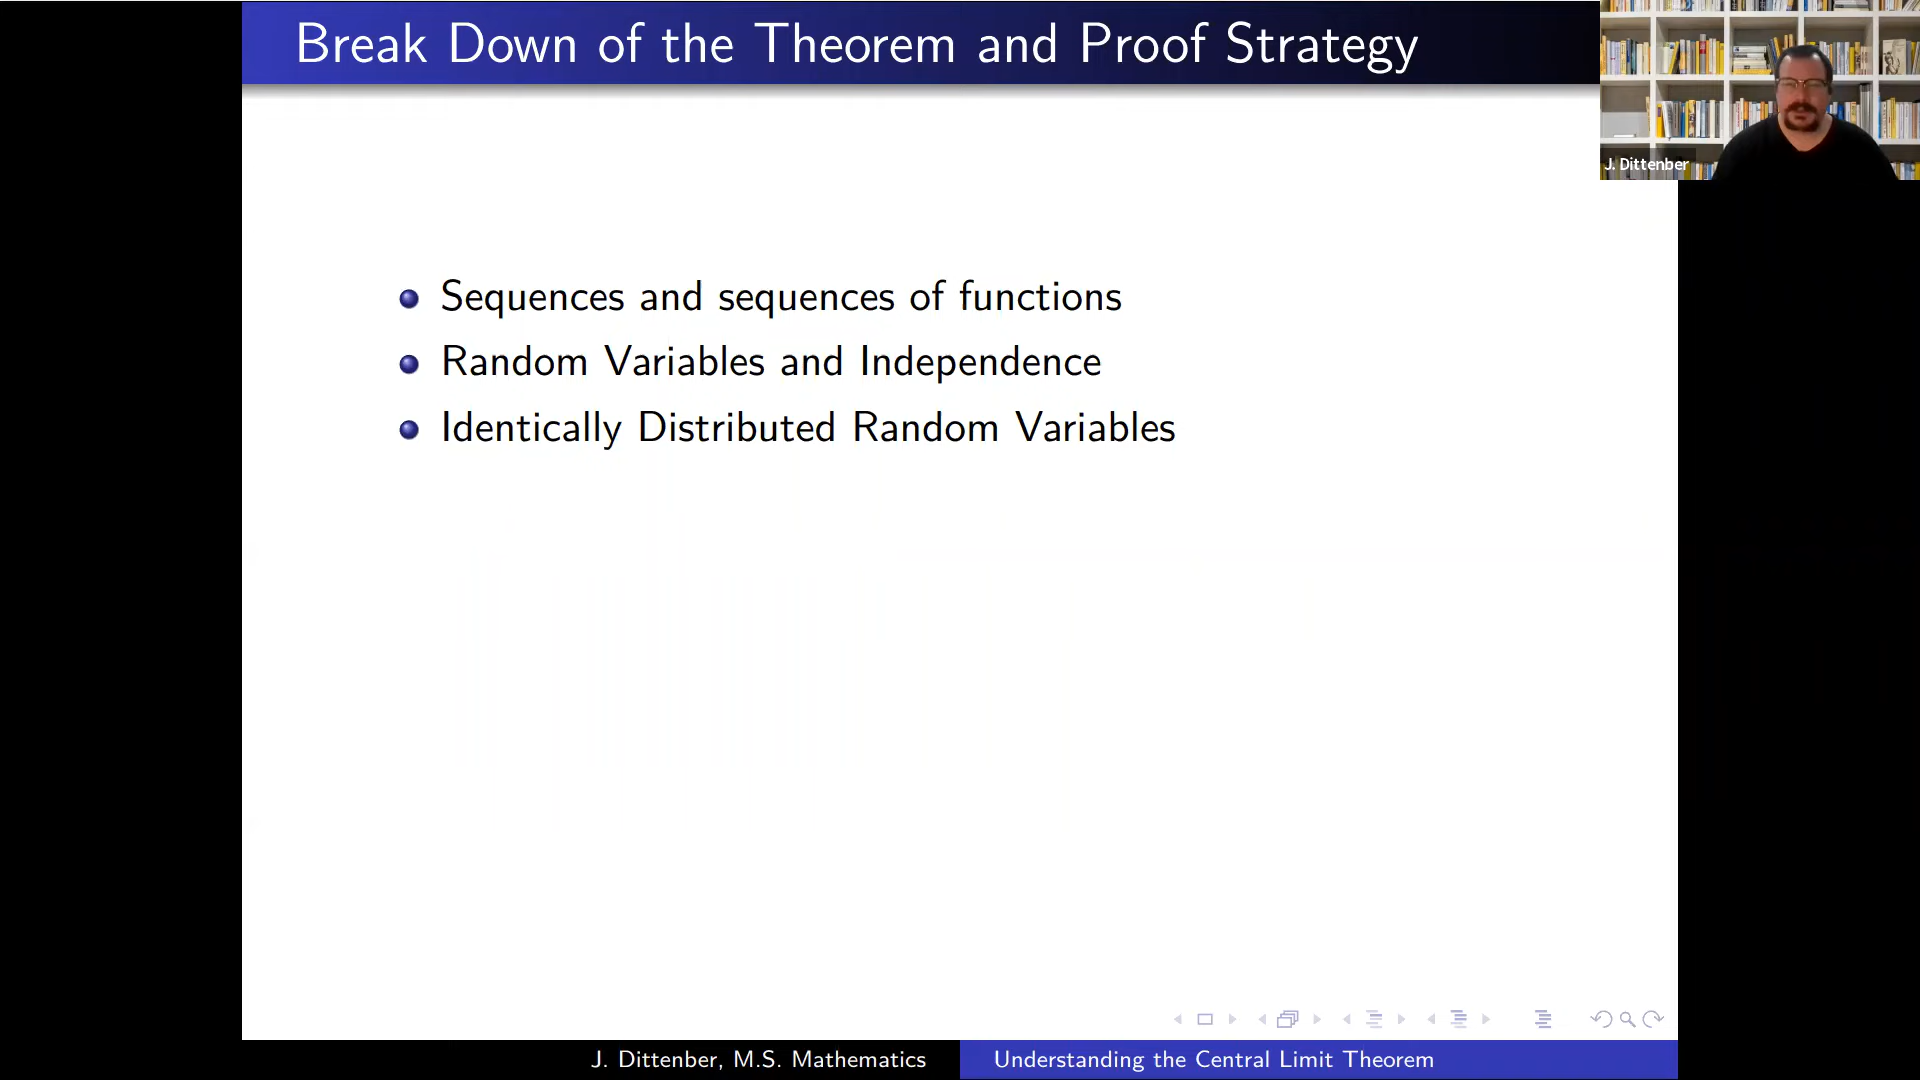 Break Down of the Theorem and Proof Strategy
J. Dittenber
Sequences and sequences of functions
Random Variables and Independence
Identically Distributed Random Variables
J. Dittenber, M.S. Mathematics
Understanding the Central Limit Theorem